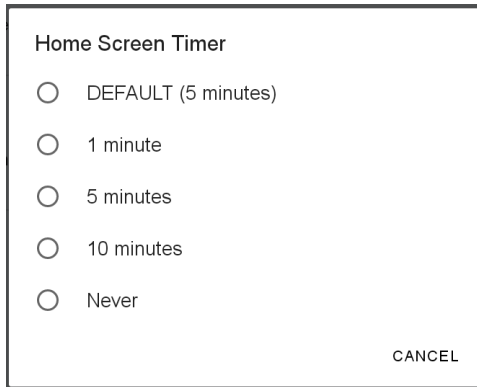 Home Screen Timer
DEFAULT (5 minutes)
1 minute
5 minutes
10 minutes
Never
CANCEL